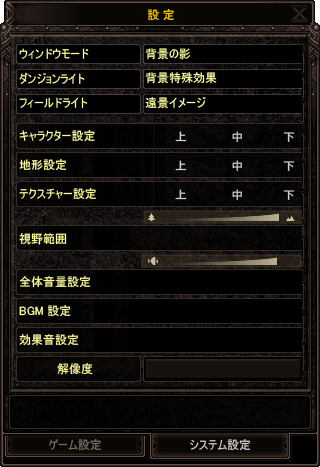 設定
ウィンドウモード 背景の影
ダンジョンライト 背景特殊効果
フィールドライト 遠景イメージ
キャラクター設定 上 中 下
地形設定 上 中 下
テクスチャー設定 上 中 下
視野範囲
全体音量設定
BGM 設定
効果音設定
解像度
ゲーム設定 システム設定